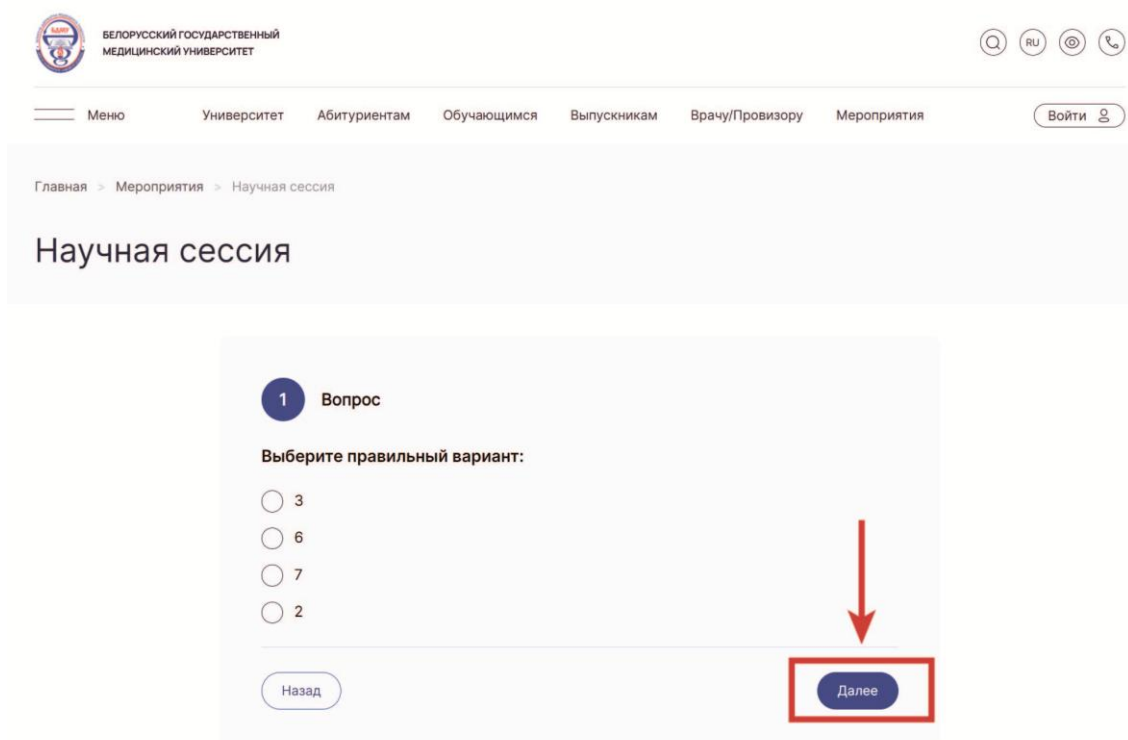 БЕЛОРУССКИЙ ГОСУДАРСТВЕННЫЙ
МЕДИЦИНСКИЙ УНИВЕРСИТЕТ
RU
Меню Университет Абитуриентам Обучающимся Выпускникам Врачу/Провизору Мероприятия Войти
Главная > Мероприятия > Научная сессия
Научная сессия
1 Вопрос
Выберите правильный вариант:
3
6
7
2
Назад Далее